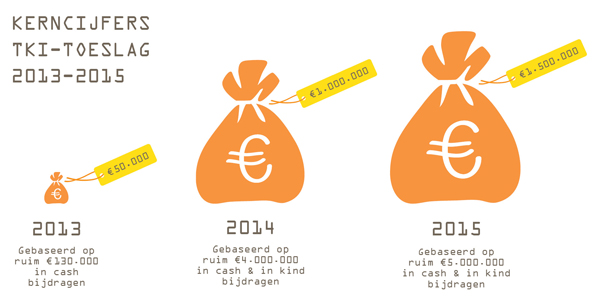 KERNCIJFERS
TKI-TOESLAG
2013-2015
€50.000
€
2013
Gebaseerd op
ruim €130.000
in cash
bijdragen
€1.000.000
€
2014
Gebaseerd op
ruim €4.000.000
in cash & in kind
bijdragen
€1.500.000
€
2015
Gebaseerd op
ruim €5.000.000
in cash & in kind
bijdragen